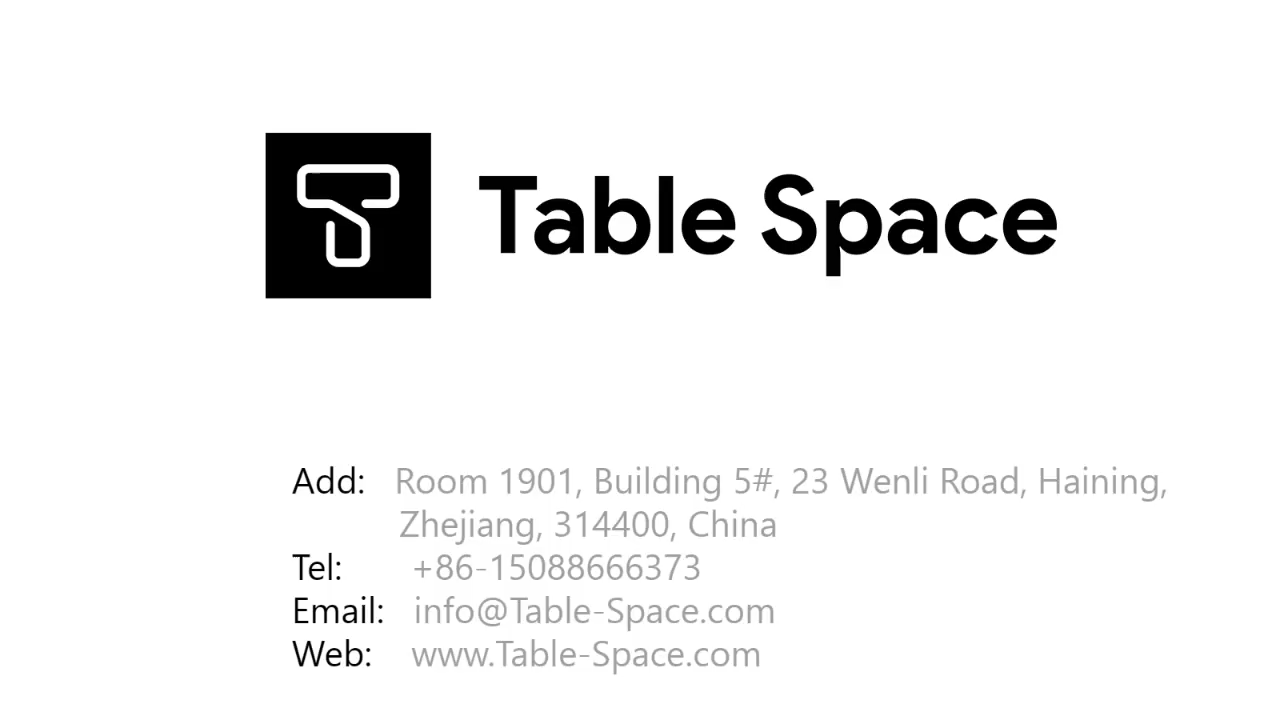 Table Space
Add: Room 1901, Building 5#, 23 Wenli Road, Haining,
Zhejiang, 314400, China
Tel: +86-15088666373
Email: info@Table-Space.com
Web: www.Table-Space.com